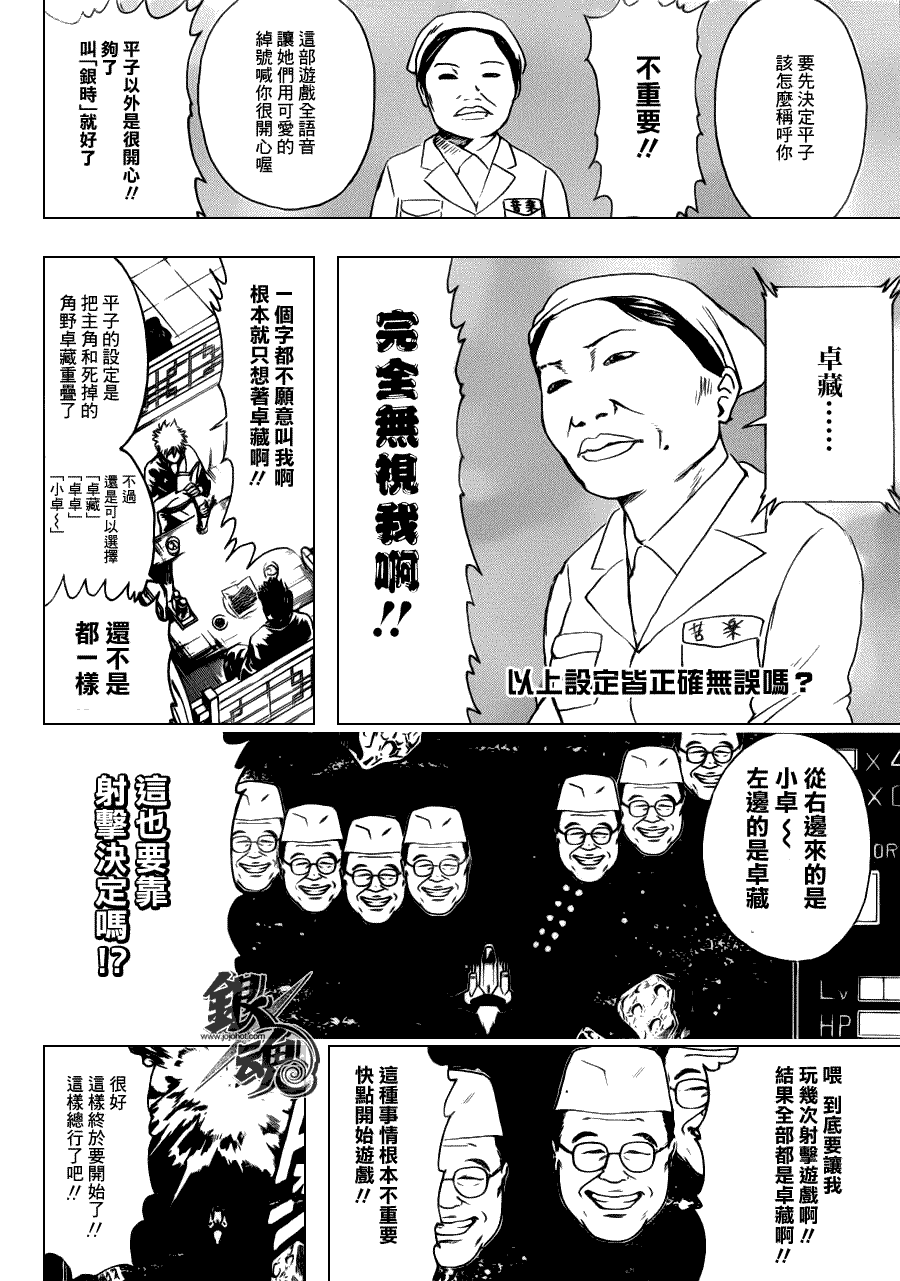 要先決定平子
該怎麼稱呼你
不重要!!
這部遊戲全語音
讓她們用可愛的
綽號喊你很開心喔
平子以外是很開心!!
夠了
叫「銀時」就好了
卓藏……
完全無視我啊!!
以上設定皆正確無誤嗎？
一個字都不願意叫我啊
根本就只想著卓藏啊!!
平子的設定是
把主角和死掉的
角野卓藏重疊了
不過
還是可以選擇
「卓藏」
「卓卓」
「小卓～」
還不是
都一樣
從右邊來的是
小卓～
左邊的是卓藏
Lv
HP
這也要靠
射擊決定嗎!?
銀魂
www.jojohot.com
喂 到底要讓我
玩幾次射擊遊戲啊!!
結果全部都是卓藏啊!!
這種事情根本不重要
快點開始遊戲!!
很好
這樣終於要開始了!!
這樣總行了吧!!